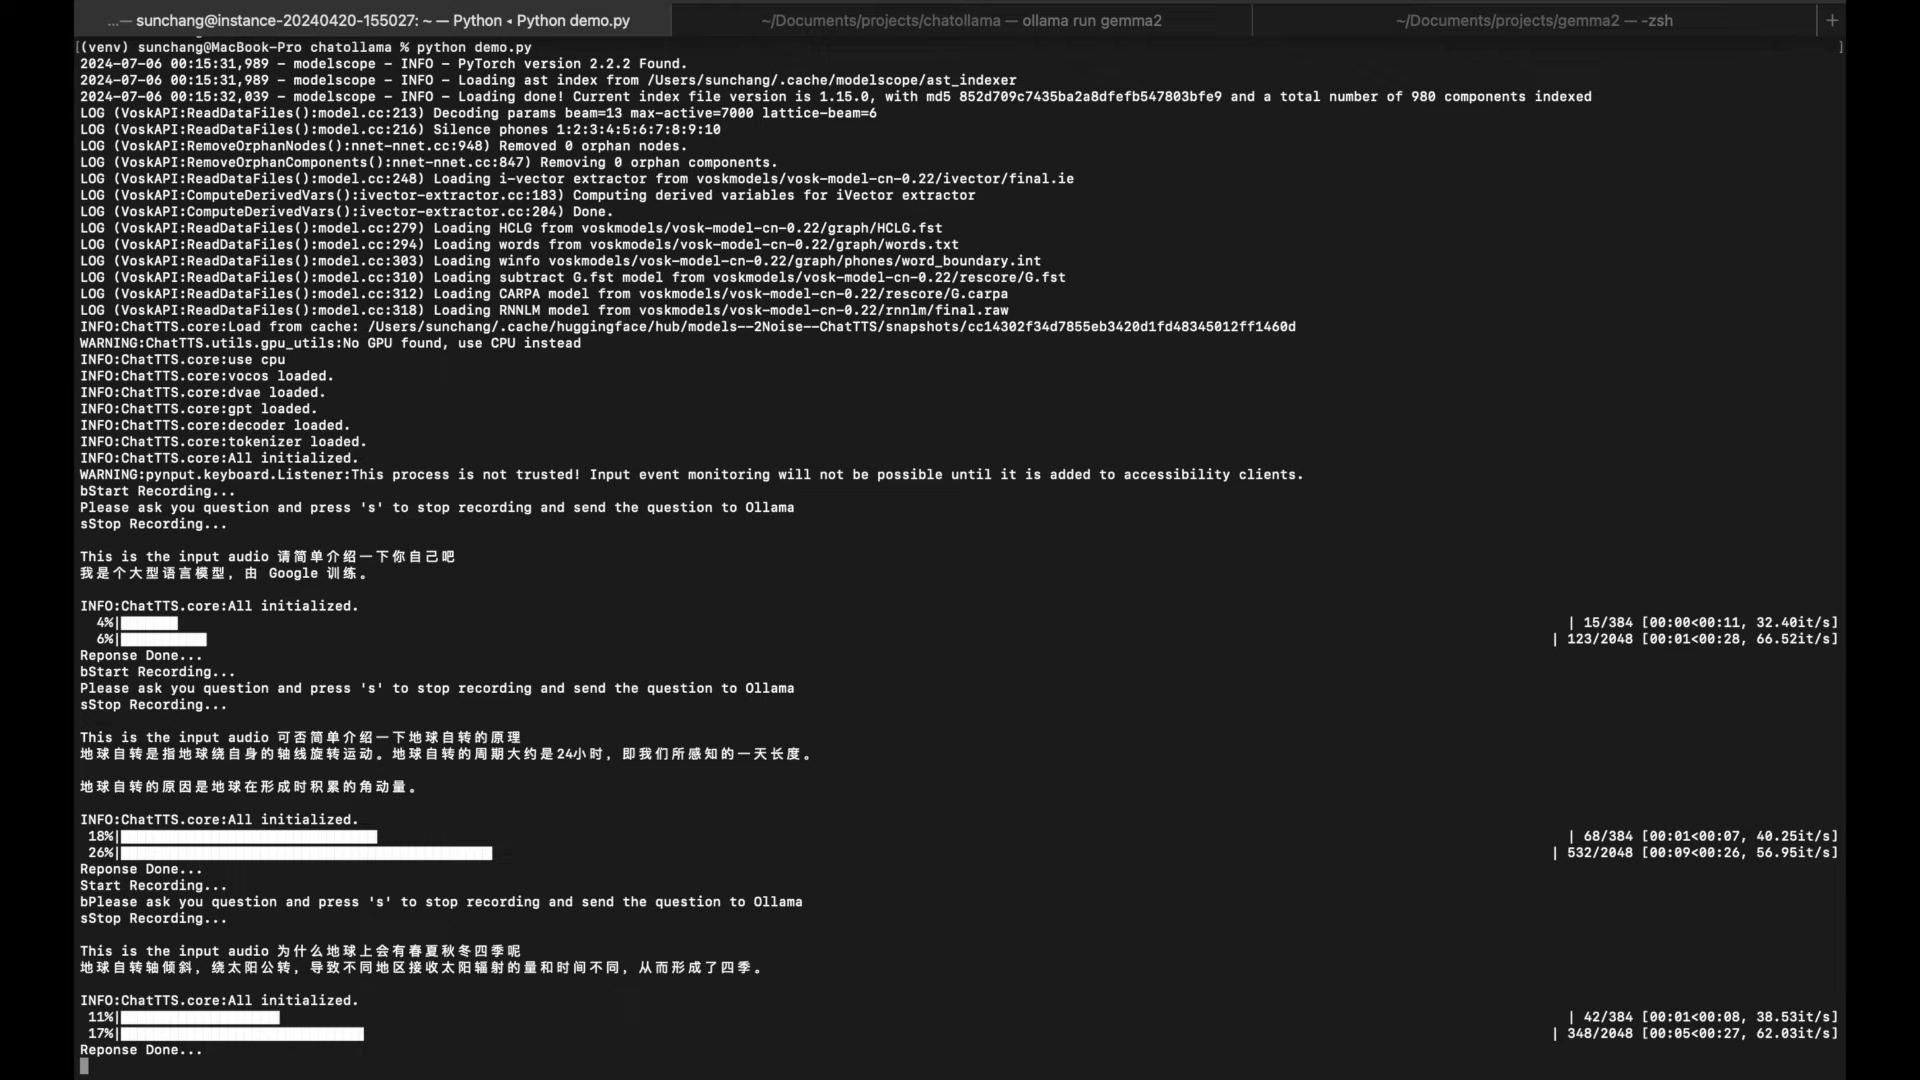 ...— sunchang@instance-20240420-155027: ~ — Python ◂ Python demo.py
~/Documents/projects/chatollama — ollama run gemma2
~/Documents/projects/gemma2 — -zsh
+
[(venv) sunchang@MacBook-Pro chatollama % python demo.py ]
2024-07-06 00:15:31,989 - modelscope - INFO - PyTorch version 2.2.2 Found.
2024-07-06 00:15:31,989 - modelscope - INFO - Loading ast index from /Users/sunchang/.cache/modelscope/ast_indexer
2024-07-06 00:15:32,039 - modelscope - INFO - Loading done! Current index file version is 1.15.0, with md5 852d709c7435ba2a8dfefb547803bfe9 and a total number of 980 components indexed
LOG (VoskAPI:ReadDataFiles():model.cc:213) Decoding params beam=13 max-active=7000 lattice-beam=6
LOG (VoskAPI:ReadDataFiles():model.cc:216) Silence phones 1:2:3:4:5:6:7:8:9:10
LOG (VoskAPI:RemoveOrphanNodes():nnet-nnet.cc:948) Removed 0 orphan nodes.
LOG (VoskAPI:RemoveOrphanComponents():nnet-nnet.cc:847) Removing 0 orphan components.
LOG (VoskAPI:ReadDataFiles():model.cc:248) Loading i-vector extractor from voskmodels/vosk-model-cn-0.22/ivector/final.ie
LOG (VoskAPI:ComputeDerivedVars():ivector-extractor.cc:183) Computing derived variables for iVector extractor
LOG (VoskAPI:ComputeDerivedVars():ivector-extractor.cc:204) Done.
LOG (VoskAPI:ReadDataFiles():model.cc:279) Loading HCLG from voskmodels/vosk-model-cn-0.22/graph/HCLG.fst
LOG (VoskAPI:ReadDataFiles():model.cc:294) Loading words from voskmodels/vosk-model-cn-0.22/graph/words.txt
LOG (VoskAPI:ReadDataFiles():model.cc:303) Loading winfo voskmodels/vosk-model-cn-0.22/graph/phones/word_boundary.int
LOG (VoskAPI:ReadDataFiles():model.cc:310) Loading subtract G.fst model from voskmodels/vosk-model-cn-0.22/rescore/G.fst
LOG (VoskAPI:ReadDataFiles():model.cc:312) Loading CARPA model from voskmodels/vosk-model-cn-0.22/rescore/G.carpa
LOG (VoskAPI:ReadDataFiles():model.cc:318) Loading RNNLM model from voskmodels/vosk-model-cn-0.22/rnnlm/final.raw
INFO:ChatTTS.core:Load from cache: /Users/sunchang/.cache/huggingface/hub/models--2Noise--ChatTTS/snapshots/cc14302f34d7855eb3420d1fd48345012ff1460d
WARNING:ChatTTS.utils.gpu_utils:No GPU found, use CPU instead
INFO:ChatTTS.core:use cpu
INFO:ChatTTS.core:vocos loaded.
INFO:ChatTTS.core:dvae loaded.
INFO:ChatTTS.core:gpt loaded.
INFO:ChatTTS.core:decoder loaded.
INFO:ChatTTS.core:tokenizer loaded.
INFO:ChatTTS.core:All initialized.
WARNING:pynput.keyboard.Listener:This process is not trusted! Input event monitoring will not be possible until it is added to accessibility clients.
bStart Recording...
Please ask you question and press 's' to stop recording and send the question to Ollama
sStop Recording...
This is the input audio 请简单介绍一下你自己吧
我是个大型语言模型，由 Google 训练。
INFO:ChatTTS.core:All initialized.
4%| | 15/384 [00:00<00:11, 32.40it/s]
6%| | 123/2048 [00:01<00:28, 66.52it/s]
Reponse Done...
bStart Recording...
Please ask you question and press 's' to stop recording and send the question to Ollama
sStop Recording...
This is the input audio 可否简单介绍一下地球自转的原理
地球自转是指地球绕自身的轴线旋转运动。地球自转的周期大约是24小时，即我们所感知的一天长度。
地球自转的原因是地球在形成时积累的角动量。
INFO:ChatTTS.core:All initialized.
18%| | 68/384 [00:01<00:07, 40.25it/s]
26%| | 532/2048 [00:09<00:26, 56.95it/s]
Reponse Done...
Start Recording...
bPlease ask you question and press 's' to stop recording and send the question to Ollama
sStop Recording...
This is the input audio 为什么地球上会有春夏秋冬四季呢
地球自转轴倾斜，绕太阳公转，导致不同地区接收太阳辐射的量和时间不同，从而形成了四季。
INFO:ChatTTS.core:All initialized.
11%| | 42/384 [00:01<00:08, 38.53it/s]
17%| | 348/2048 [00:05<00:27, 62.03it/s]
Reponse Done...